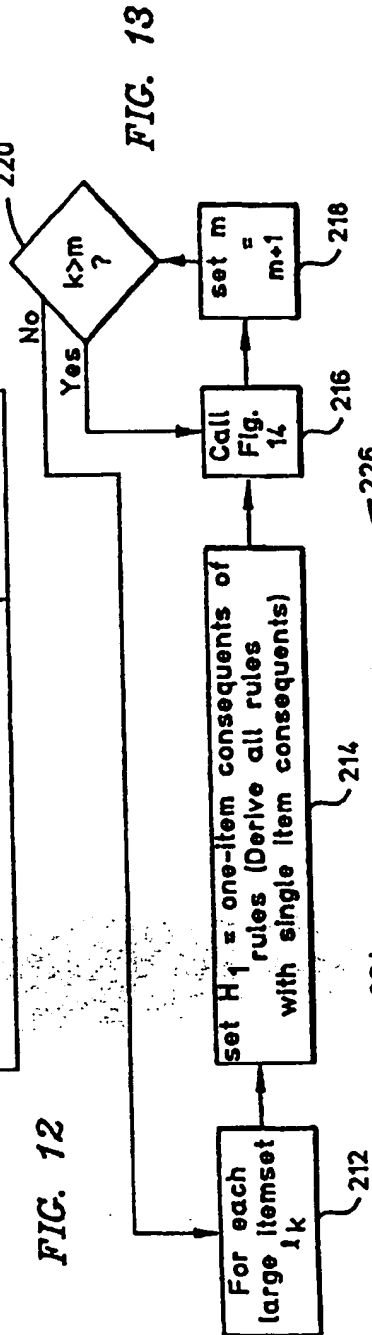 FIG. 12
FIG. 13
For each
large itemset
lk
212
set H1 = one-item consequents of
rules (Derive all rules
with single item consequents)
214
Call
Fig.
14
216
set m
=
m+1
218
k>m
?
220
No
Yes
226